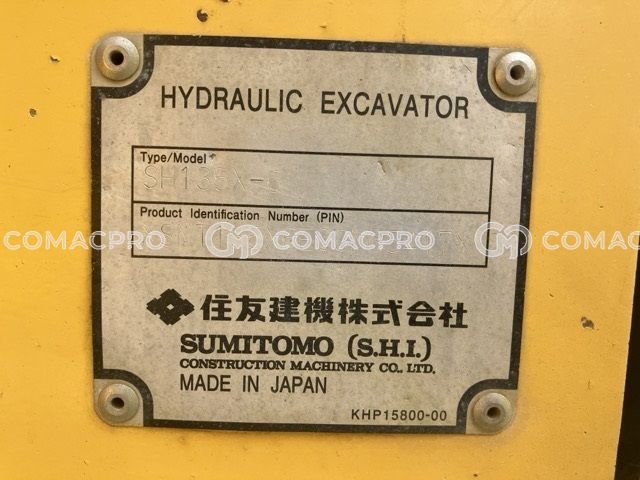 HYDRAULIC EXCAVATOR
Type/Model
Product Identification Number (PIN)
COMACPRO COMACPRO COMACPRO
住友建機株式会社
SUMITOMO (S.H.I.)
CONSTRUCTION MACHINERY CO., LTD.
MADE IN JAPAN
KHP15800-00